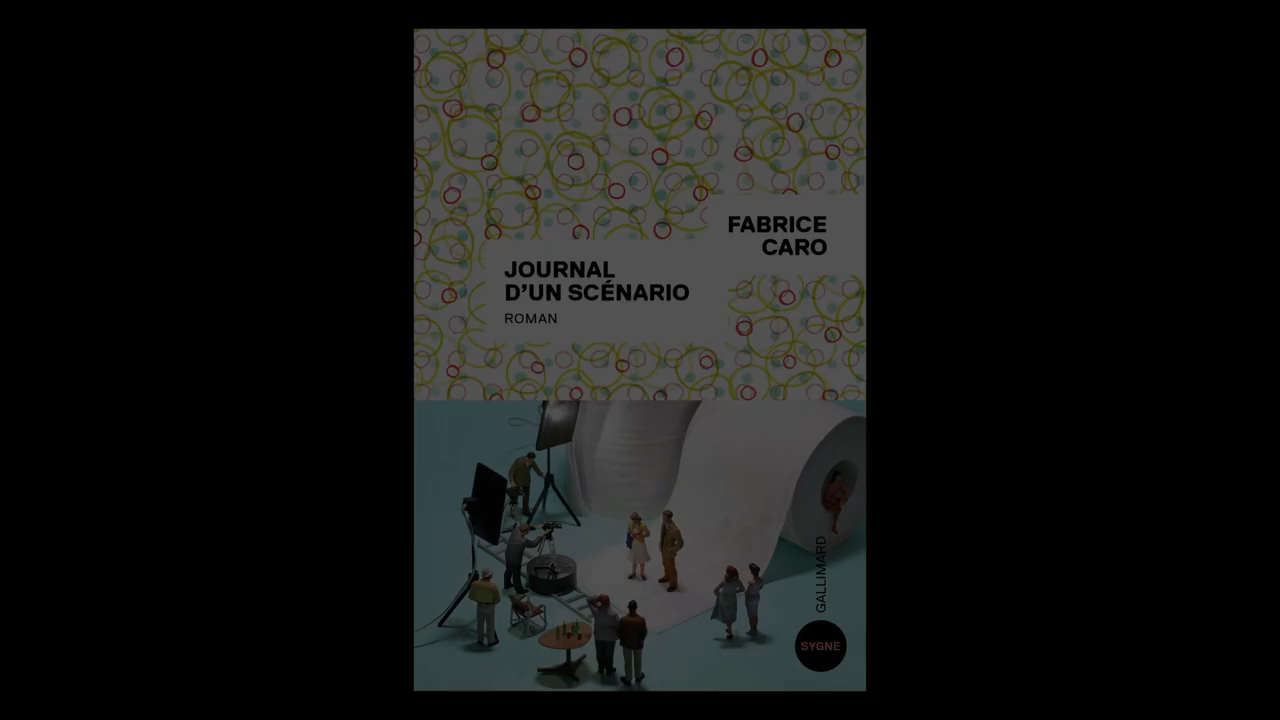 FABRICE
CARO
JOURNAL
D'UN SCÉNARIO
ROMAN
GALLIMARD
SYGNE